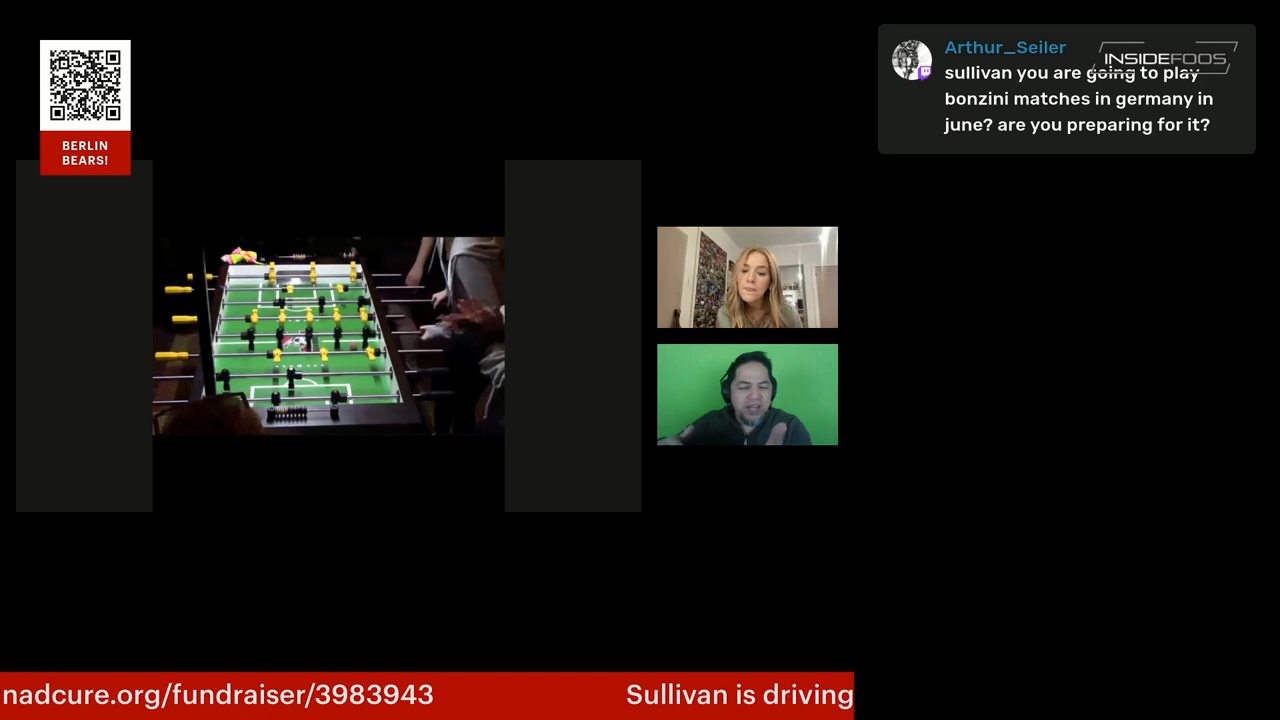 BERLIN
BEARS!
Arthur_Seiler
INSIDEFOOS
sullivan you are going to play
bonzini matches in germany in
june? are you preparing for it?
nadcure.org/fundraiser/3983943 Sullivan is driving